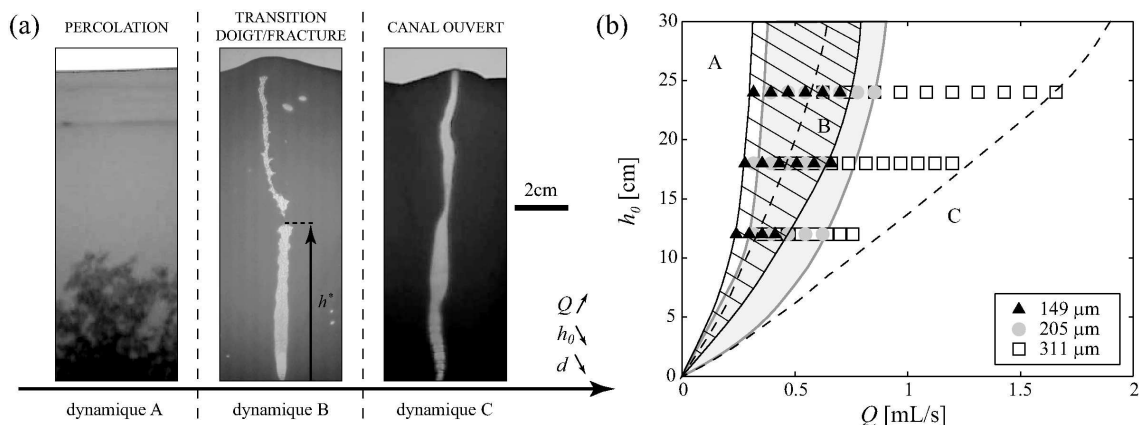 (a)
PERCOLATION
TRANSITION
DOIGT/FRACTURE
CANAL OUVERT
2cm
h*
Q ↗
h₀ ↘
d ↘
dynamique A
dynamique B
dynamique C
(b)
30
25
20
15
10
5
0
h₀ [cm]
A
B
C
149 μm
205 μm
311 μm
0
0.5
1
1.5
2
Q [mL/s]